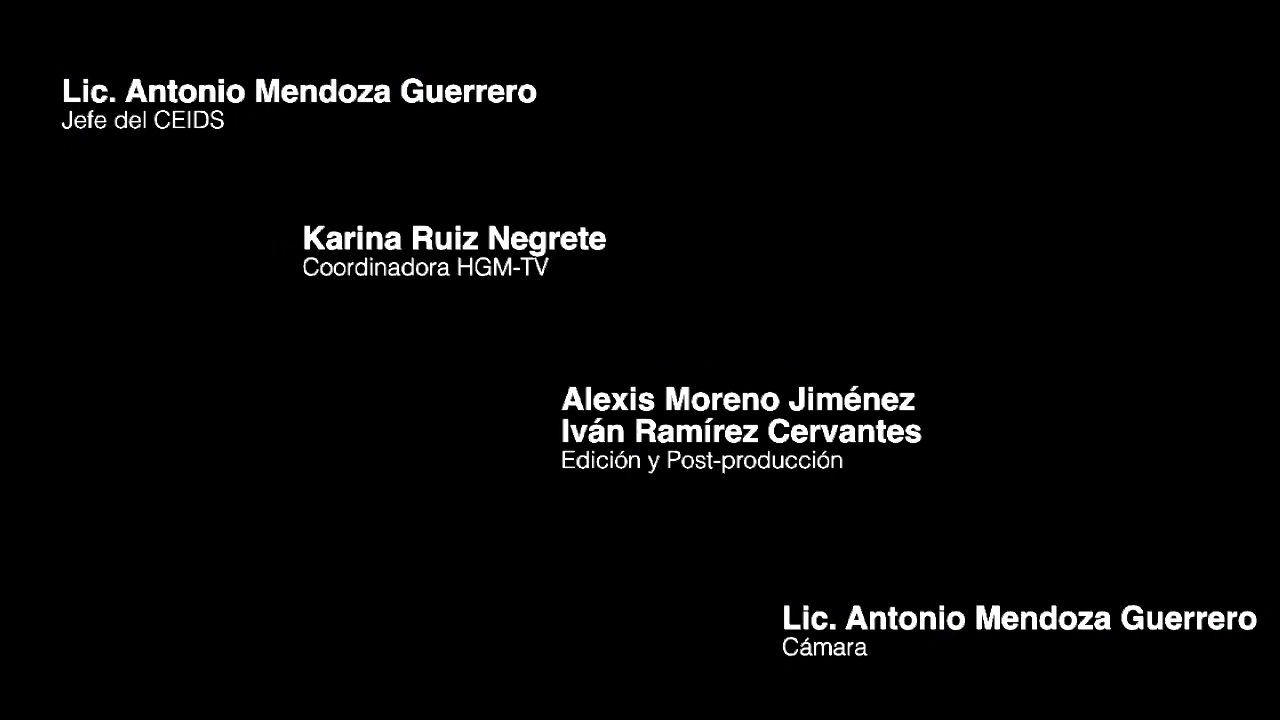 Lic. Antonio Mendoza Guerrero
Jefe del CEIDS
Karina Ruiz Negrete
Coordinadora HGM-TV
Alexis Moreno Jiménez
Iván Ramírez Cervantes
Edición y Post-producción
Lic. Antonio Mendoza Guerrero
Cámara